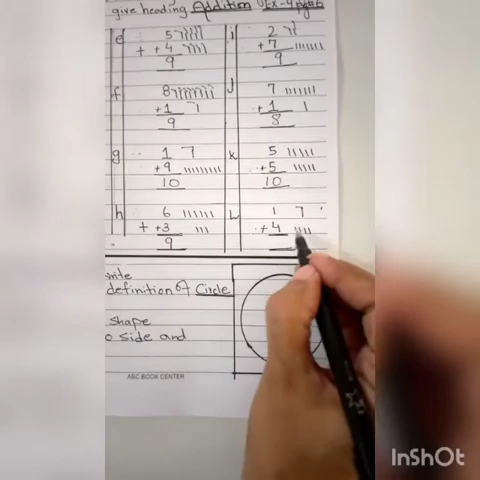 give heading Addition Ex-4 pg#6
e 5 i 2
+ +4 +7
9 9
f 8 j 7
+1 +1
9 8
g 1 k 5
+9 +5
10 10
h 6 L 1
+ +3 +4
9
write
definition of Circle
shape
o side and
ABC BOOK CENTER
InShOt